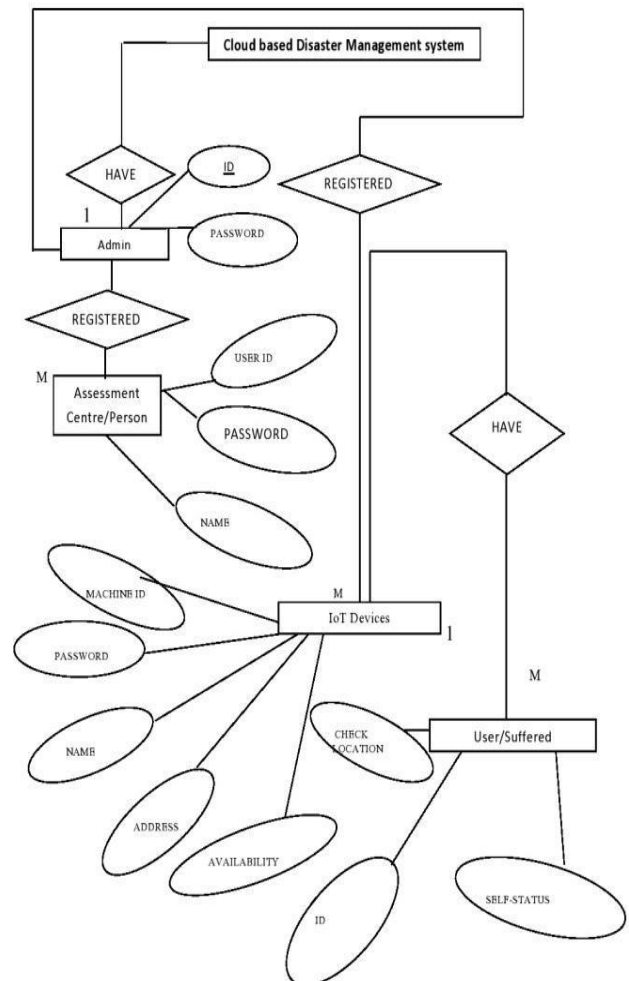 Cloud based Disaster Management system
HAVE
ID
REGISTERED
1
Admin
PASSWORD
REGISTERED
M
Assessment
Centre/Person
USER ID
PASSWORD
HAVE
NAME
MACHINE ID
M
IoT Devices
1
PASSWORD
M
NAME
CHECK
LOCATION
User/Suffered
ADDRESS
AVAILABILITY
ID
SELF-STATUS